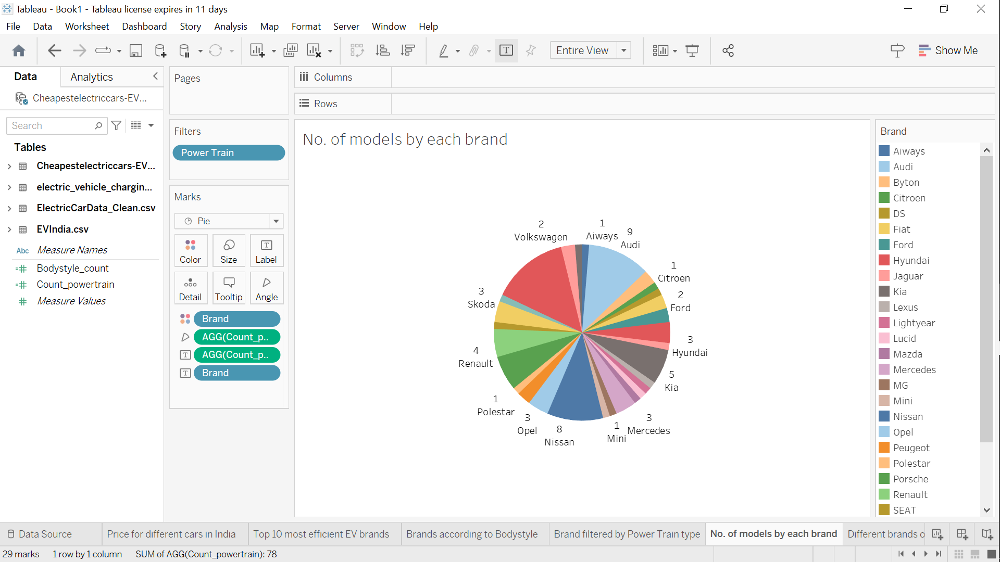 Tableau - Book1 - Tableau license expires in 11 days
File Data Worksheet Dashboard Story Analysis Map Format Server Window Help
T Entire View Show Me
Data Analytics
Cheapestelectriccars-EV...
Search
Tables
Cheapestelectriccars-EV...
electric_vehicle_chargin...
ElectricCarData_Clean.csv
EVIndia.csv
Abc Measure Names
Bodystyle_count
Count_powertrain
Measure Values
Pages
Filters
Power Train
Marks
Pie
Color Size Label
Detail Tooltip Angle
Brand
AGG(Count_p..
AGG(Count_p..
Brand
Columns
Rows
No. of models by each brand
2
Volkswagen
1
Aiways
9
Audi
1
Citroen
2
Ford
3
Hyundai
5
Kia
3
Mercedes
1
Mini
8
Nissan
3
Opel
1
Polestar
4
Renault
3
Skoda
Brand
Aiways
Audi
Byton
Citroen
DS
Fiat
Ford
Hyundai
Jaguar
Kia
Lexus
Lightyear
Lucid
Mazda
Mercedes
MG
Mini
Nissan
Opel
Peugeot
Polestar
Porsche
Renault
SEAT
Data Source Price for different cars in India Top 10 most efficient EV brands Brands according to Bodystyle Brand filtered by Power Train type No. of models by each brand Different brands o
29 marks 1 row by 1 column SUM of AGG(Count_powertrain): 78